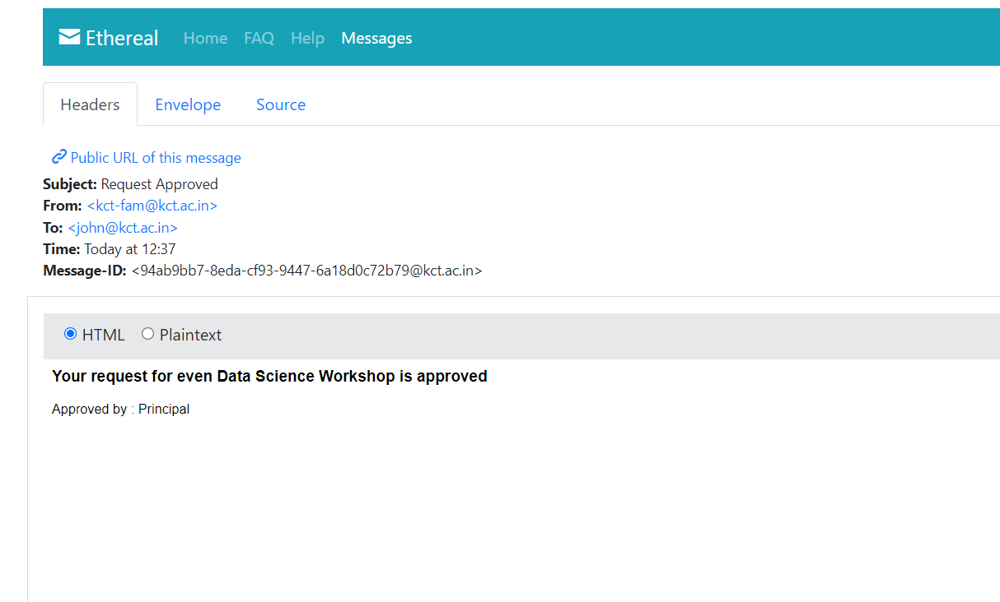 Ethereal Home FAQ Help Messages
Headers Envelope Source
Public URL of this message
Subject: Request Approved
From: <kct-fam@kct.ac.in>
To: <john@kct.ac.in>
Time: Today at 12:37
Message-ID: <94ab9bb7-8eda-cf93-9447-6a18d0c72b79@kct.ac.in>
HTML Plaintext
Your request for even Data Science Workshop is approved
Approved by : Principal